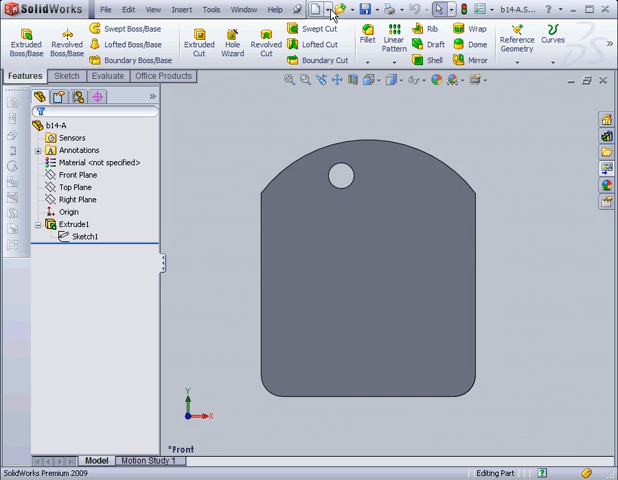 SolidWorks File Edit View Insert Tools Window Help b14-A.S... ?
Extruded Boss/Base Revolved Boss/Base Swept Boss/Base Extruded Cut Hole Wizard Revolved Cut Swept Cut Fillet Linear Pattern Rib Wrap Reference Geometry Curves
Lofted Boss/Base Lofted Cut Draft Dome
Boundary Boss/Base Boundary Cut Shell Mirror
Features Sketch Evaluate Office Products
b14-A
Sensors
Annotations
Material <not specified>
Front Plane
Top Plane
Right Plane
Origin
Extrude1
Sketch1
Y
X
*Front
Model Motion Study 1
SolidWorks Premium 2009 Editing Part ?